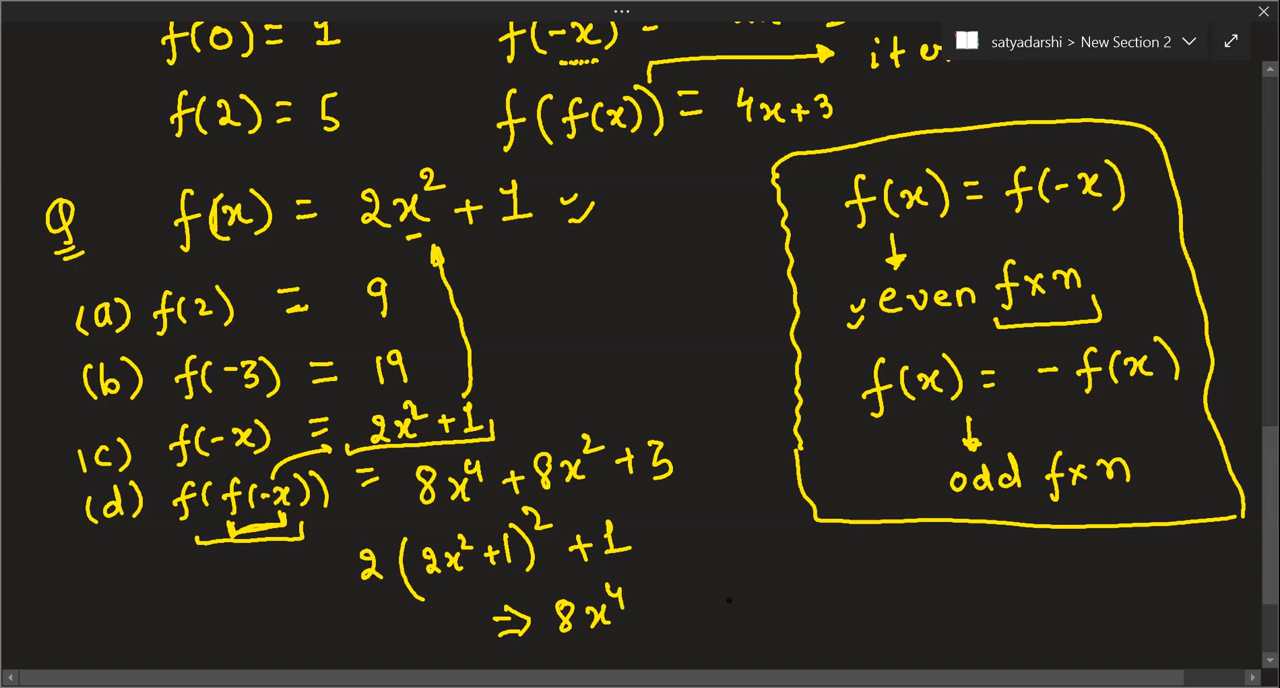 satyadarshi > New Section 2
f(0) = 1
f(-x) =
it
f(2) = 5
f(f(x)) = 4x+3
Q f(x) = 2x² + 1
(a) f(2) = 9
(b) f(-3) = 19
(c) f(-x) = 2x² + 1
(d) f(f(-x)) = 8x⁴ + 8x² + 3
2(2x²+1)² + 1
⇒ 8x⁴
f(x) = f(-x)
↓
even fxn
f(x) = - f(x)
↓
odd fxn